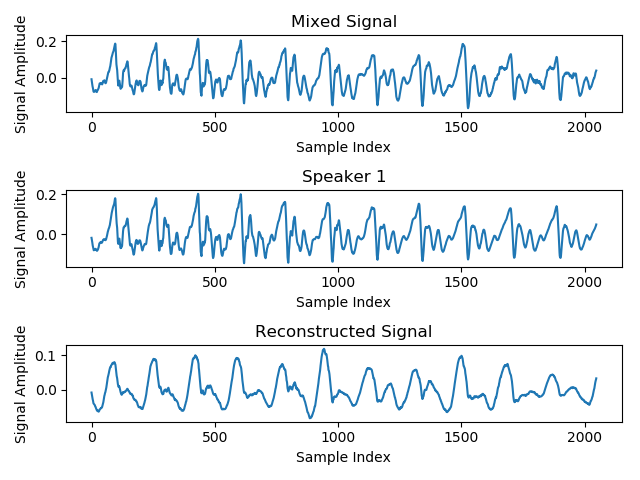 Mixed Signal
Signal Amplitude
0.2
0.0
0 500 1000 1500 2000
Sample Index
Speaker 1
Signal Amplitude
0.2
0.0
0 500 1000 1500 2000
Sample Index
Reconstructed Signal
Signal Amplitude
0.1
0.0
0 500 1000 1500 2000
Sample Index